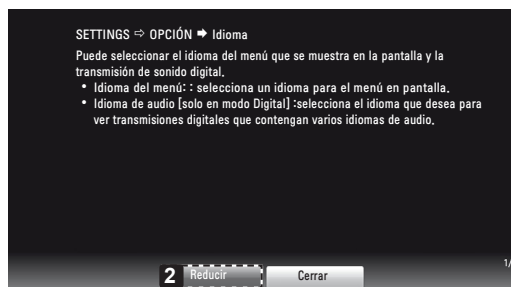 SETTINGS ⇨ OPCIÓN ➡ Idioma
Puede seleccionar el idioma del menú que se muestra en la pantalla y la
transmisión de sonido digital.
• Idioma del menú: : selecciona un idioma para el menú en pantalla.
• Idioma de audio [solo en modo Digital] :selecciona el idioma que desea para
ver transmisiones digitales que contengan varios idiomas de audio.
1/
2 Reducir Cerrar